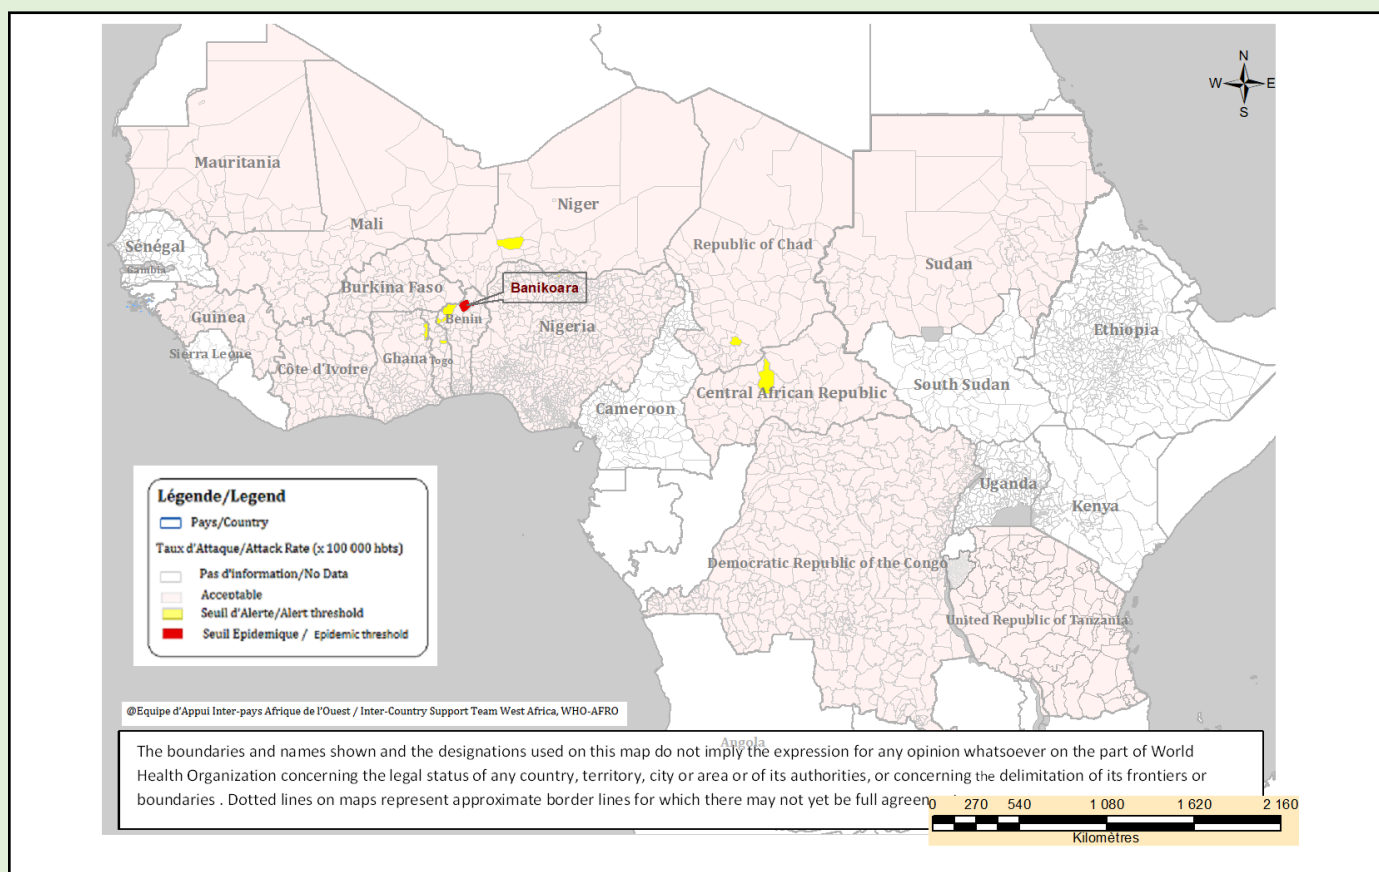 N
W E
S
Mauritania
Mali
Niger
Republic of Chad
Sudan
Sénégal
Gambia
Burkina Faso
Banikoara
Guinea
Benin
Nigeria
Ethiopia
Sierra Leone
Côte d'Ivoire
Ghana
Togo
South Sudan
Central African Republic
Cameroon
Uganda
Kenya
Democratic Republic of the Congo
United Republic of Tanzania
Angola
Légende/Legend
Pays/Country
Taux d'Attaque/Attack Rate (x 100 000 hbts)
Pas d'information/No Data
Acceptable
Seuil d'Alerte/Alert threshold
Seuil Epidemique / Epidemic threshold
@Equipe d'Appui Inter-pays Afrique de l'Ouest / Inter-Country Support Team West Africa, WHO-AFRO
The boundaries and names shown and the designations used on this map do not imply the expression for any opinion whatsoever on the part of World
Health Organization concerning the legal status of any country, territory, city or area or of its authorities, or concerning the delimitation of its frontiers or
boundaries . Dotted lines on maps represent approximate border lines for which there may not yet be full agreen
0 270 540 1 080 1 620 2 160
Kilomètres